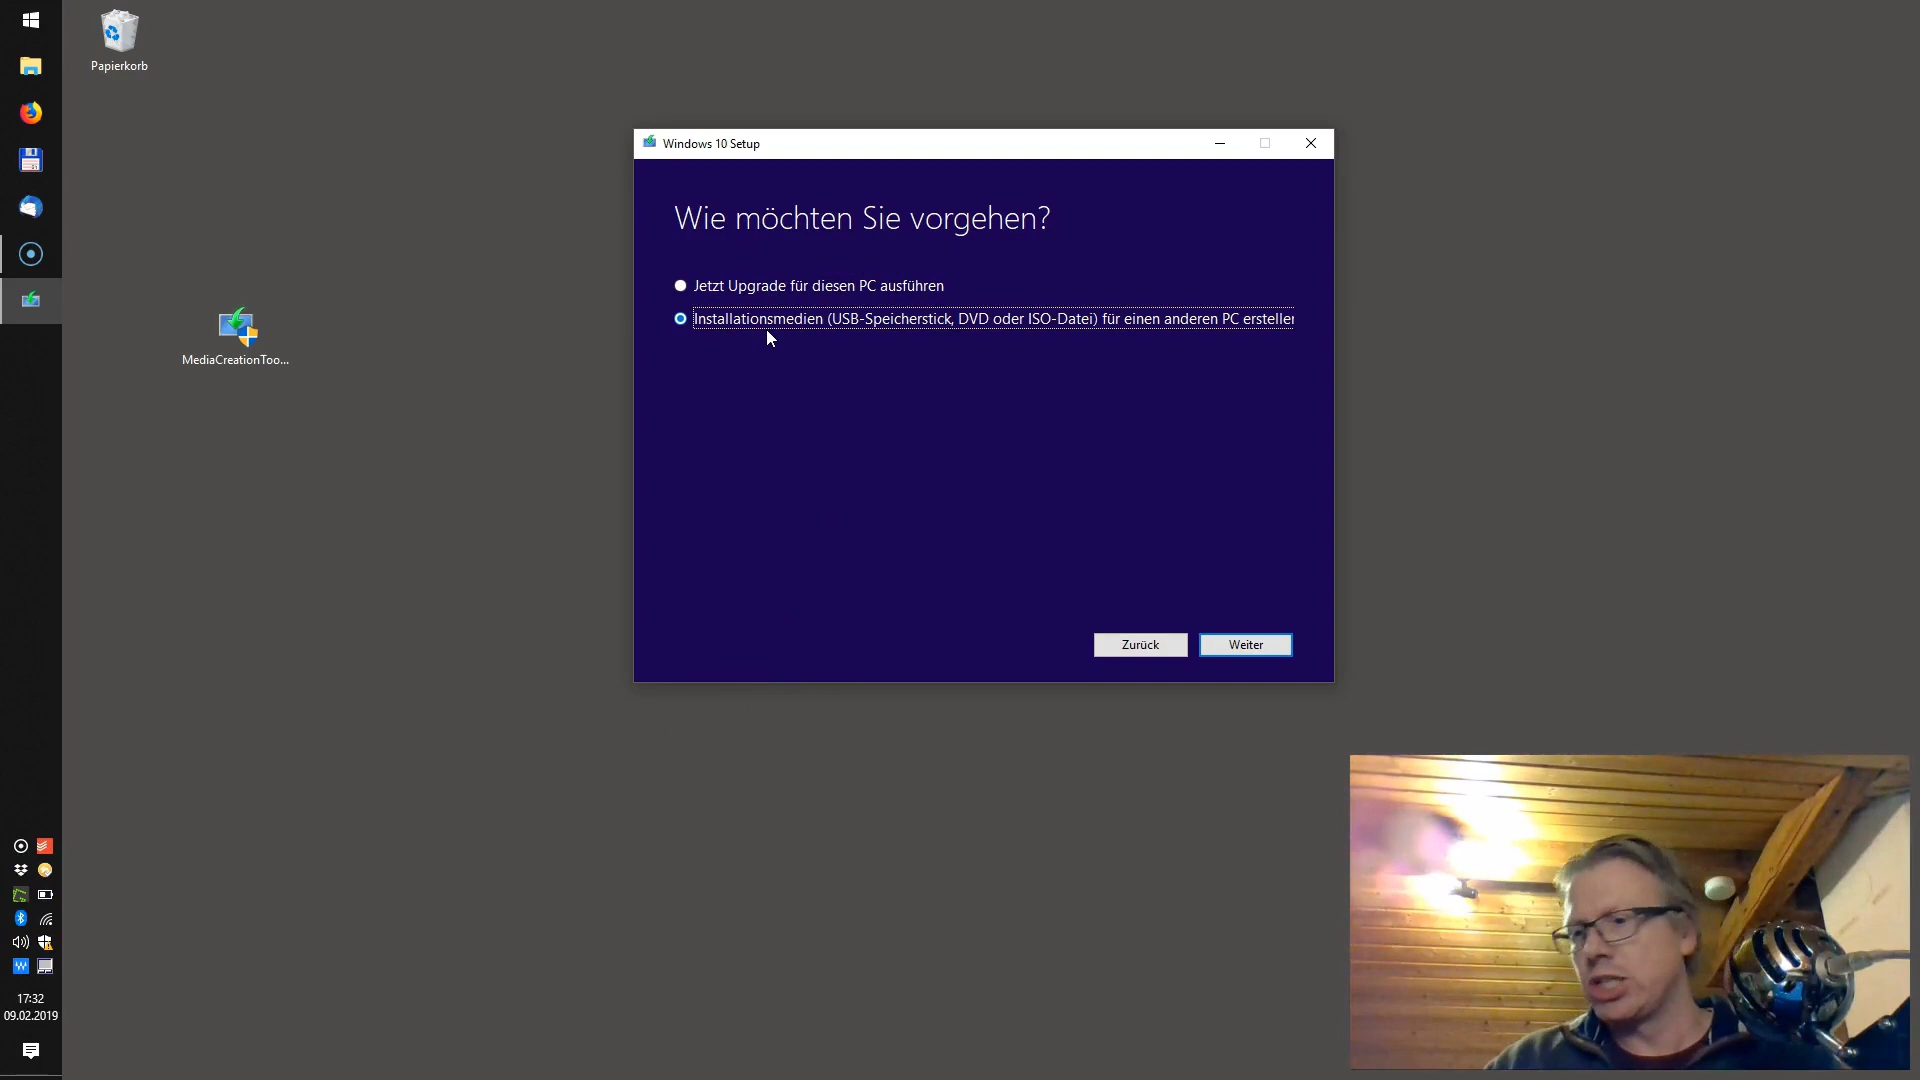 Papierkorb
MediaCreationToo...
Windows 10 Setup
Wie möchten Sie vorgehen?
Jetzt Upgrade für diesen PC ausführen
Installationsmedien (USB-Speicherstick, DVD oder ISO-Datei) für einen anderen PC ersteller
Zurück
Weiter
17:32
09.02.2019